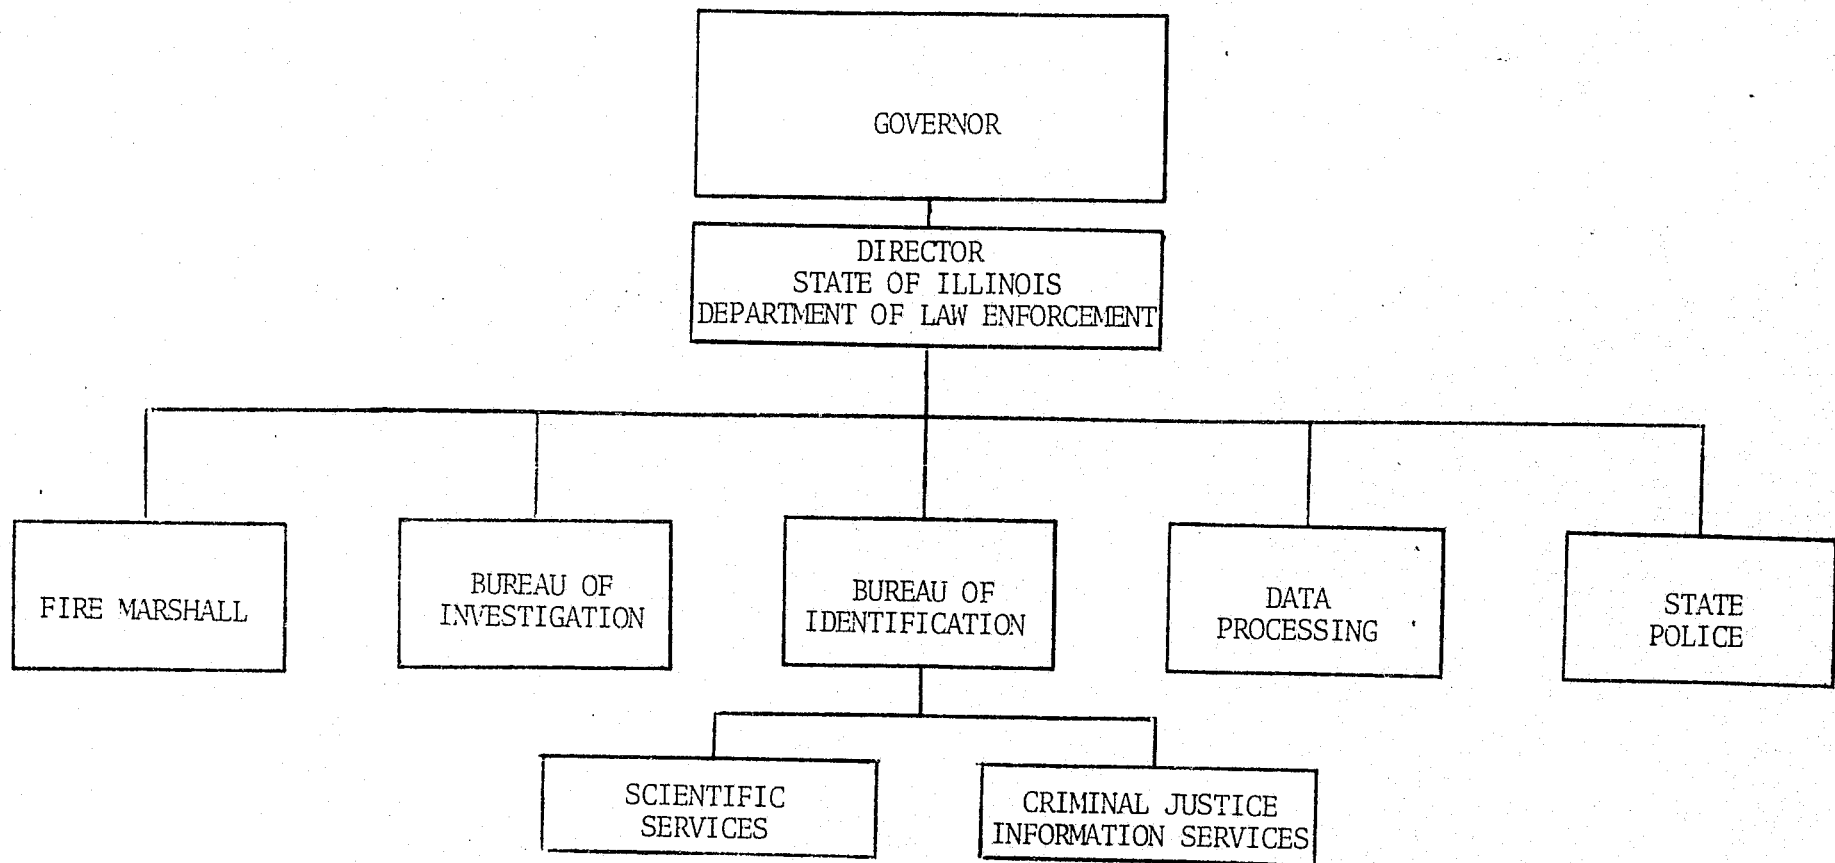 GOVERNOR
DIRECTOR
STATE OF ILLINOIS
DEPARTMENT OF LAW ENFORCEMENT
FIRE MARSHALL
BUREAU OF
INVESTIGATION
BUREAU OF
IDENTIFICATION
DATA
PROCESSING
STATE
POLICE
SCIENTIFIC
SERVICES
CRIMINAL JUSTICE
INFORMATION SERVICES